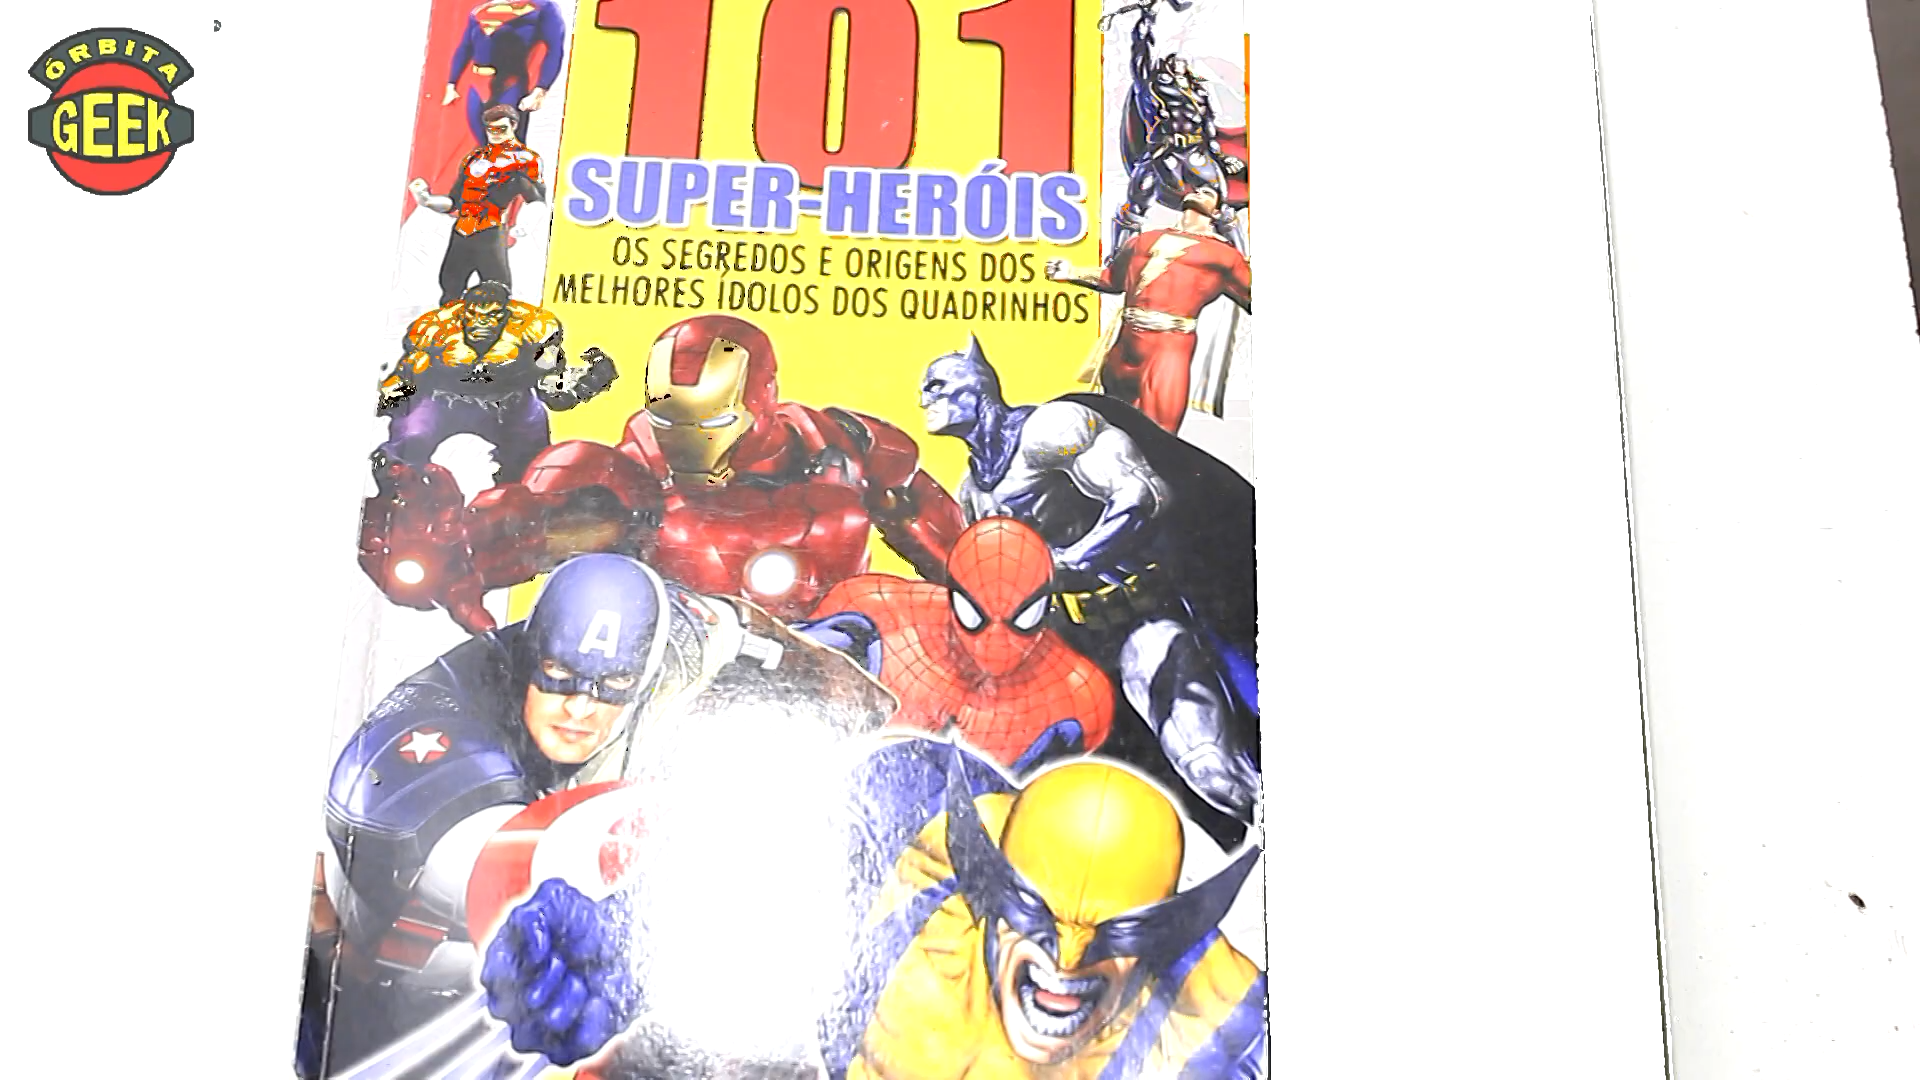 ÓRBITA
GEEK
101
SUPER-HERÓIS
OS SEGREDOS E ORIGENS DOS
MELHORES ÍDOLOS DOS QUADRINHOS
A